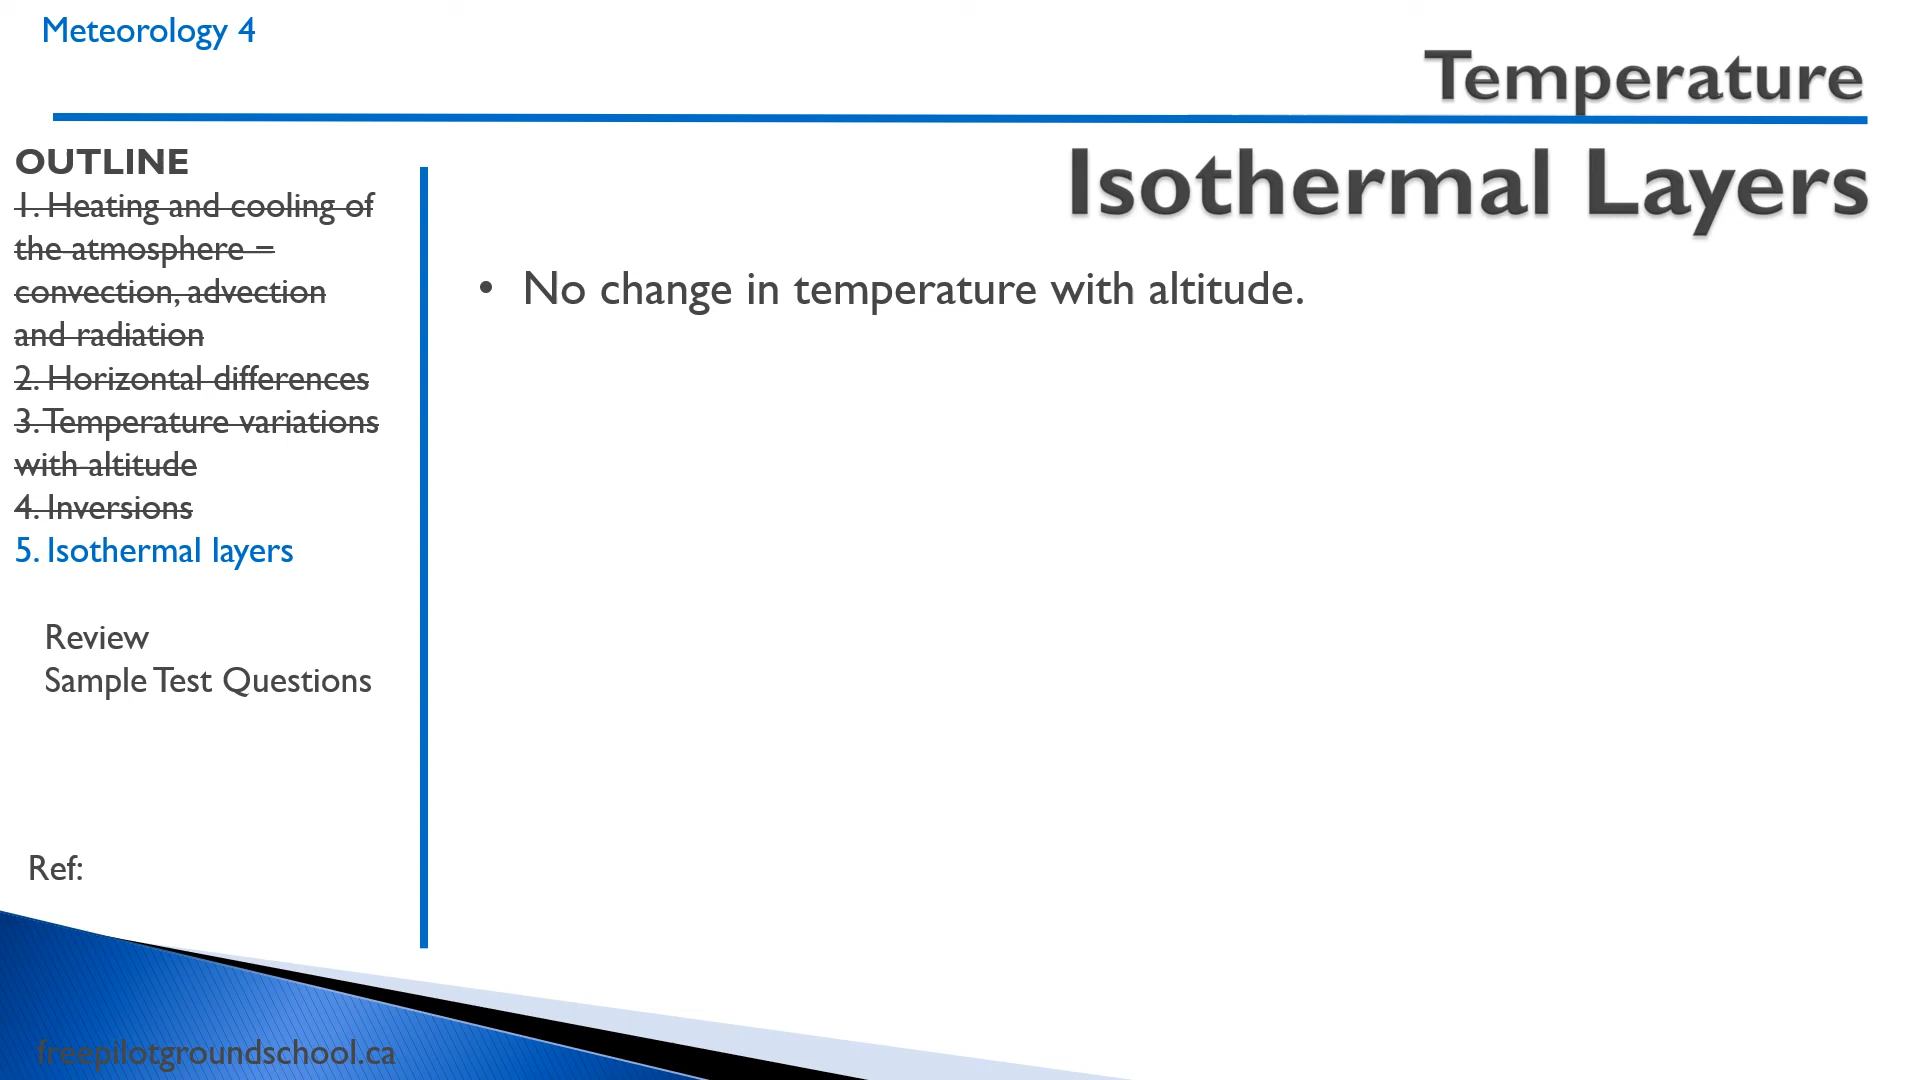 Meteorology 4
Temperature
OUTLINE
1. Heating and cooling of
the atmosphere –
convection, advection
and radiation
2. Horizontal differences
3. Temperature variations
with altitude
4. Inversions
5. Isothermal layers
Review
Sample Test Questions
Ref:
Isothermal Layers
• No change in temperature with altitude.
freepilotgroundschool.ca